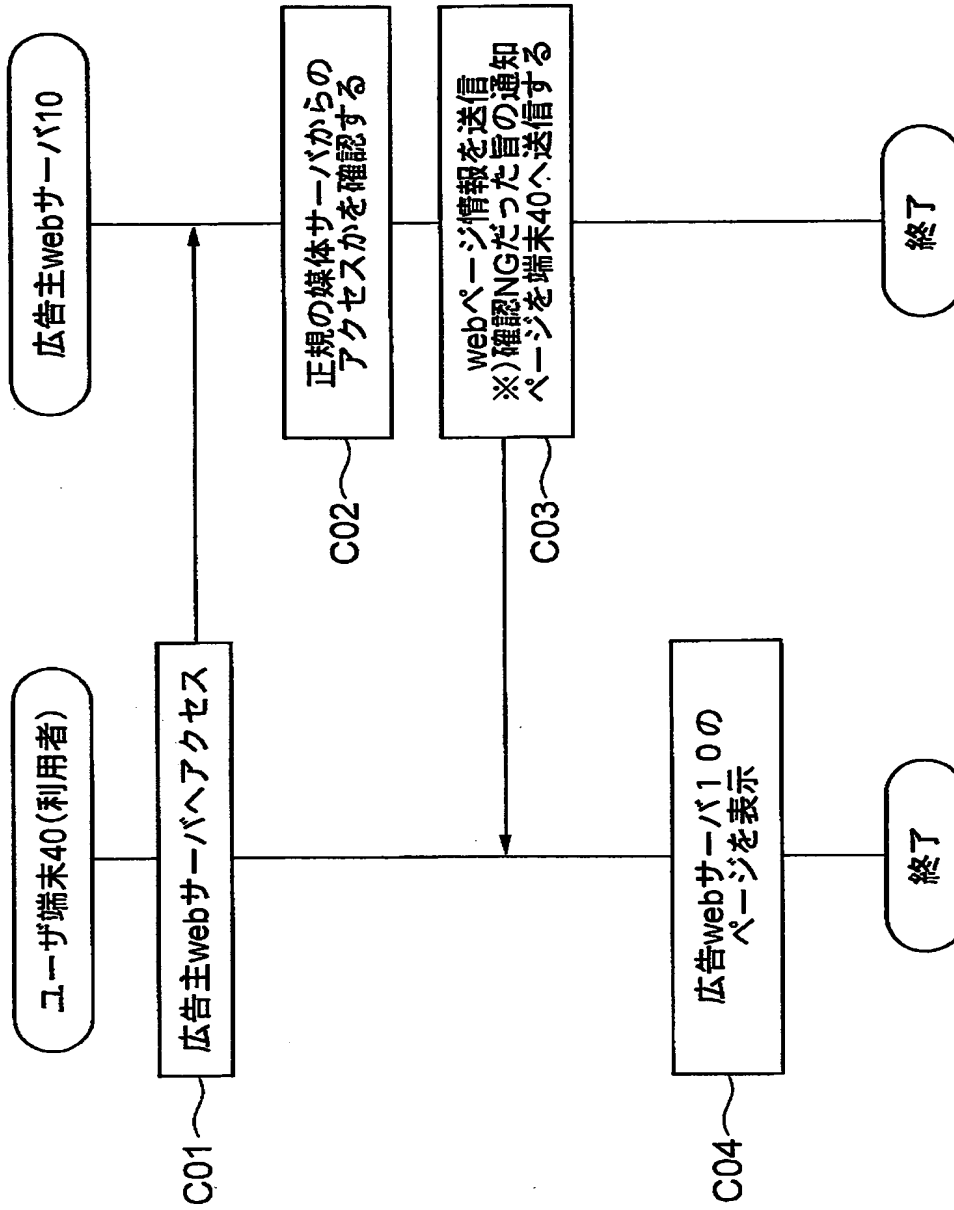 ユーザ端末40(利用者)
C01
広告主webサーバへアクセス
C04
広告webサーバ１０の
ページを表示
終了
広告主webサーバ10
C02
正規の媒体サーバからの
アクセスかを確認する
C03
webページ情報を送信
※)確認NGだった旨の通知
ページを端末40へ送信する
終了